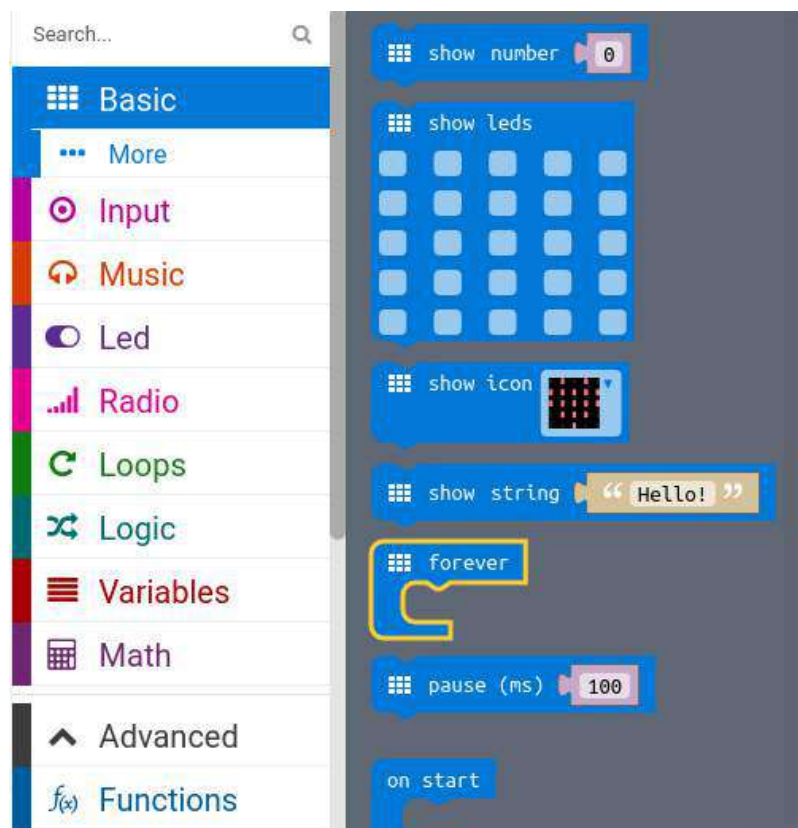 Search...
Basic
More
Input
Music
Led
Radio
Loops
Logic
Variables
Math
Advanced
f(x) Functions
show number 0
show leds
show icon
show string “ Hello! ”
forever
pause (ms) 100
on start